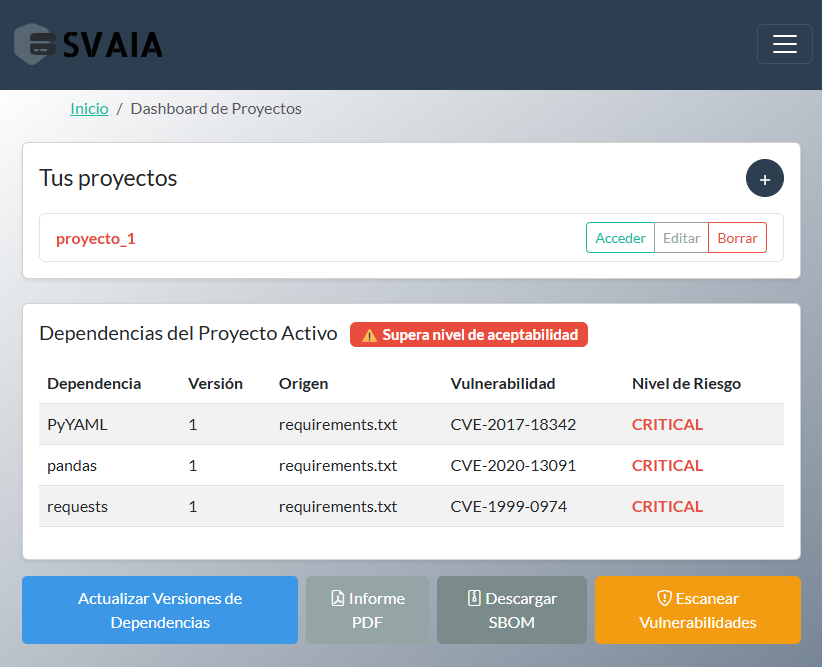 SVAIA
Inicio / Dashboard de Proyectos
Tus proyectos
+
proyecto_1 Acceder Editar Borrar
Dependencias del Proyecto Activo Supera nivel de aceptabilidad
Dependencia Versión Origen Vulnerabilidad Nivel de Riesgo
PyYAML 1 requirements.txt CVE-2017-18342 CRITICAL
pandas 1 requirements.txt CVE-2020-13091 CRITICAL
requests 1 requirements.txt CVE-1999-0974 CRITICAL
Actualizar Versiones de
Dependencias
Informe
PDF
Descargar
SBOM
Escanear
Vulnerabilidades